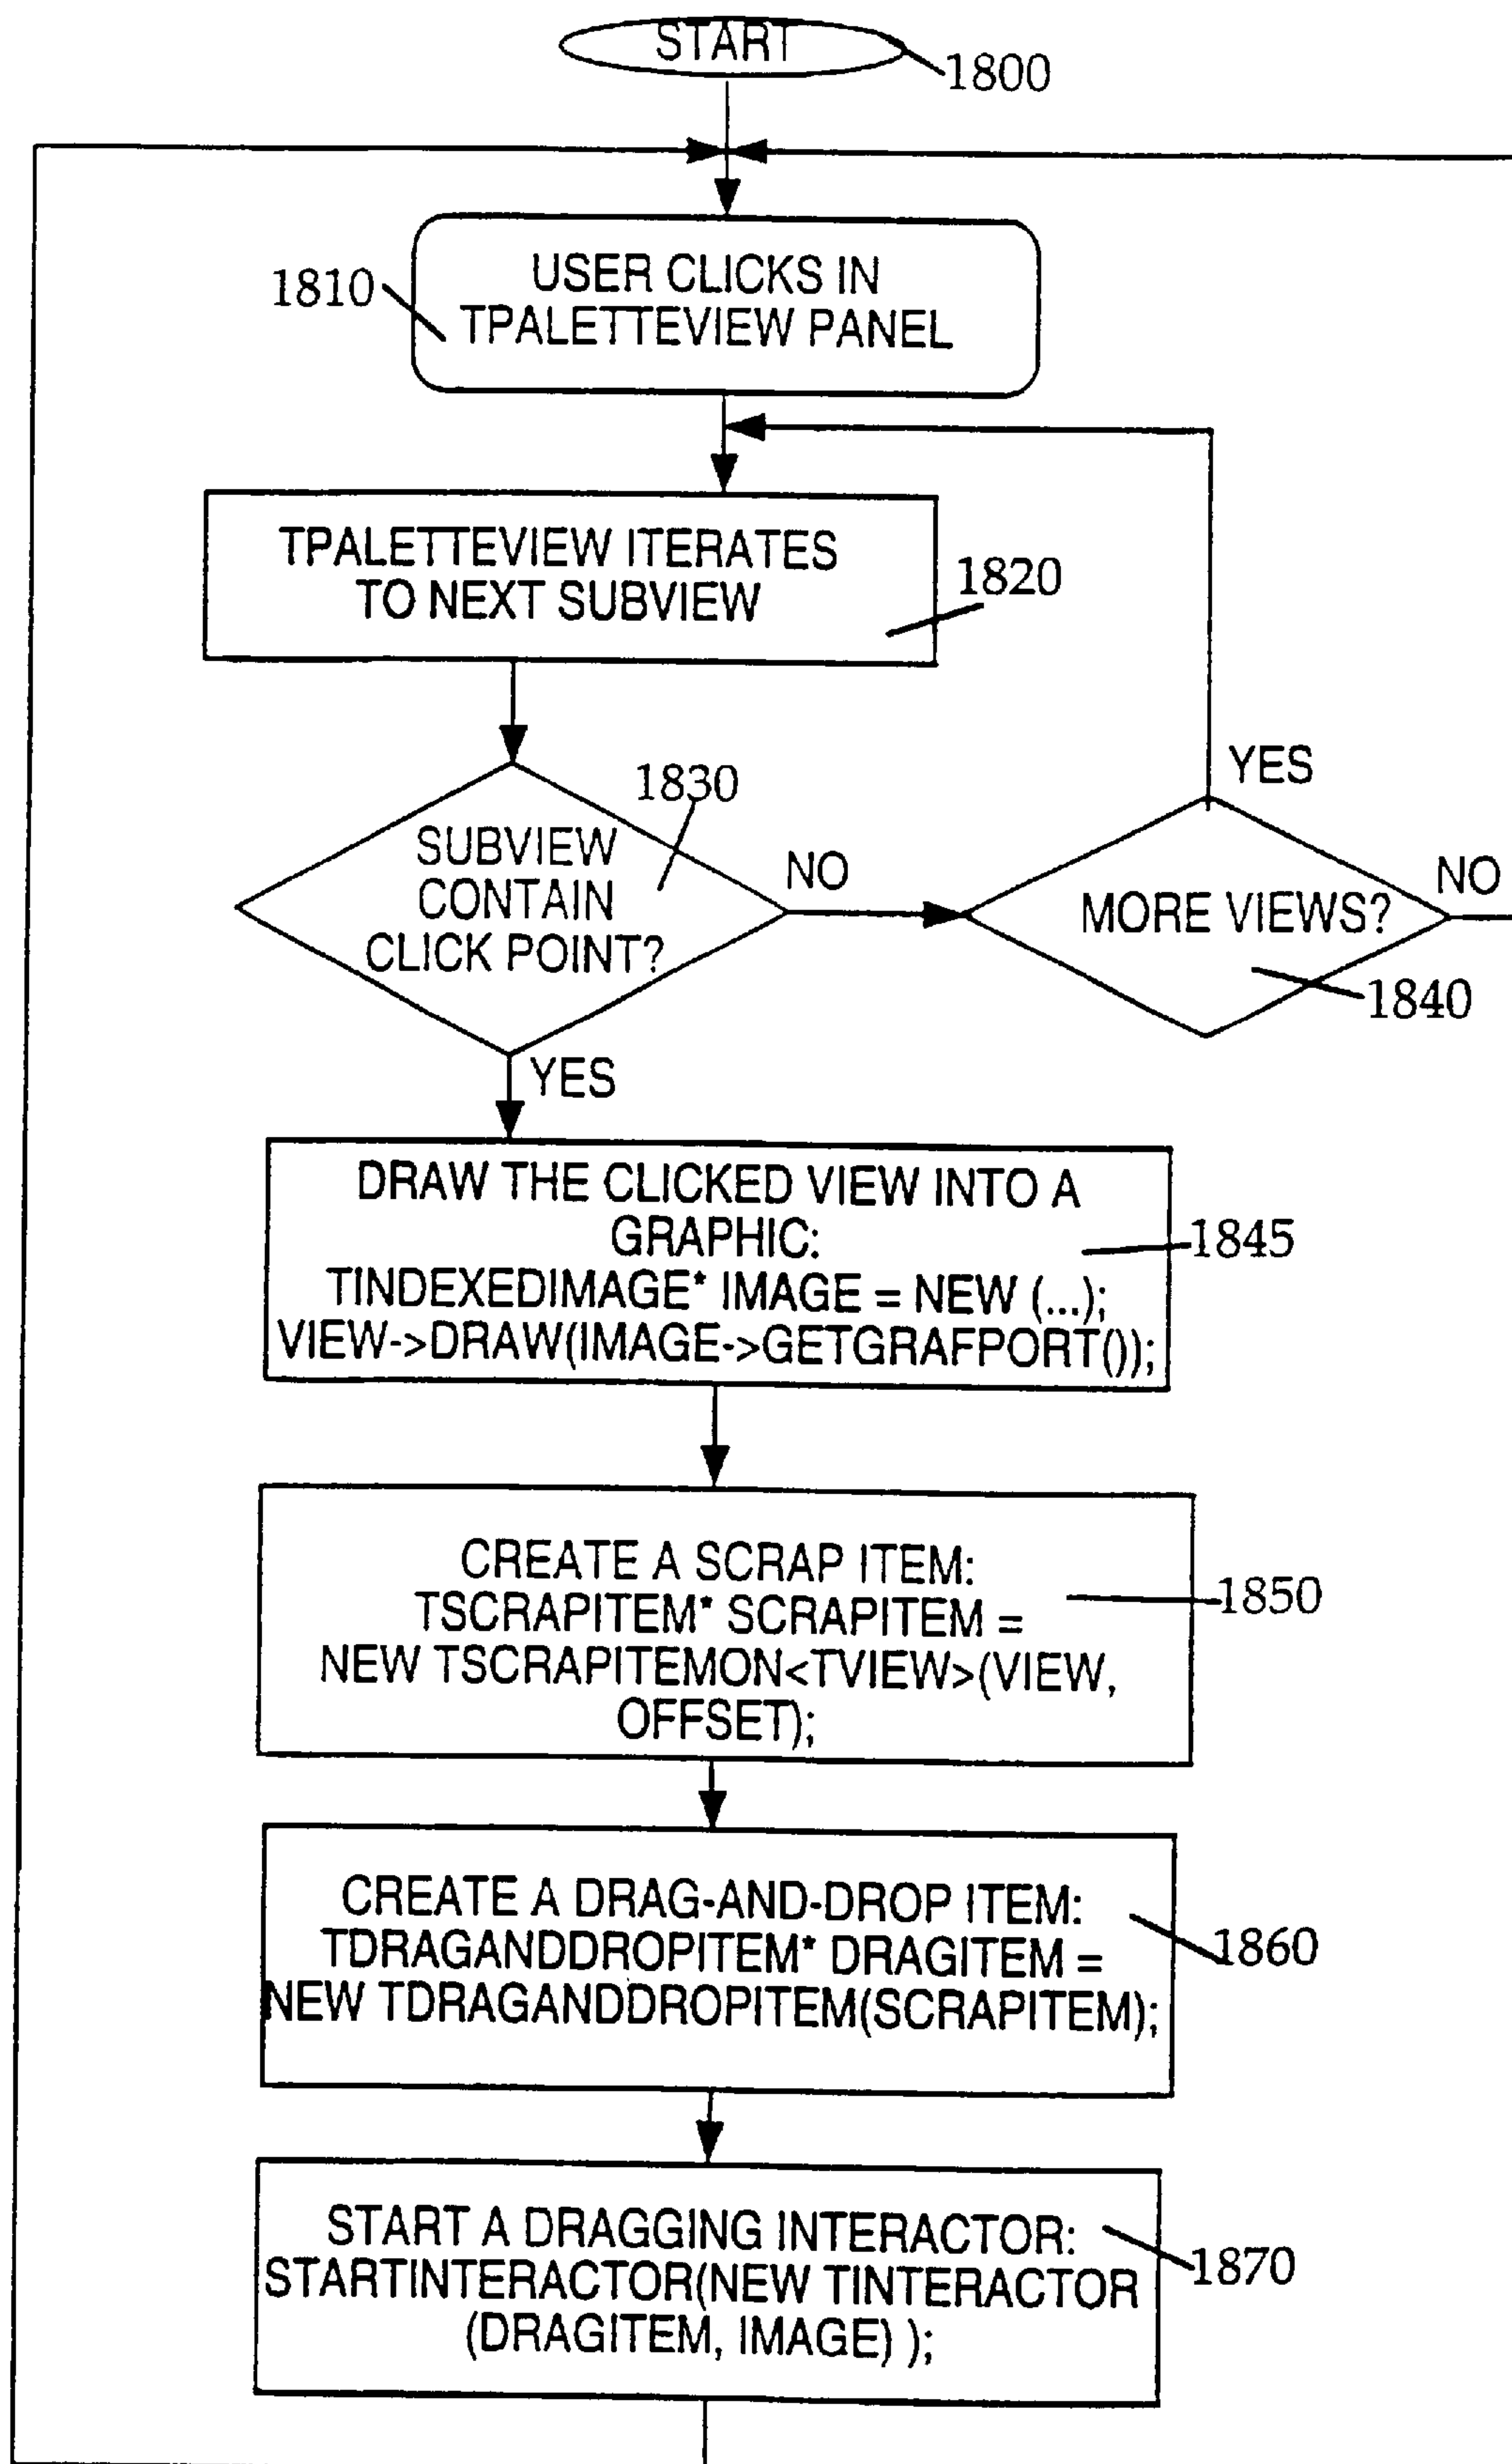 START
1800
1810
USER CLICKS IN
TPALETTEVIEW PANEL
TPALETTEVIEW ITERATES
TO NEXT SUBVIEW
1820
1830
SUBVIEW
CONTAIN
CLICK POINT?
NO
YES
MORE VIEWS?
NO
1840
YES
DRAW THE CLICKED VIEW INTO A
GRAPHIC:
TINDEXEDIMAGE* IMAGE = NEW (...);
VIEW->DRAW(IMAGE->GETGRAFPORT());
1845
CREATE A SCRAP ITEM:
TSCRAPITEM* SCRAPITEM =
NEW TSCRAPITEMON<TVIEW>(VIEW,
OFFSET);
1850
CREATE A DRAG-AND-DROP ITEM:
TDRAGANDDROPITEM* DRAGITEM =
NEW TDRAGANDDROPITEM(SCRAPITEM);
1860
START A DRAGGING INTERACTOR:
STARTINTERACTOR(NEW TINTERACTOR
(DRAGITEM, IMAGE) );
1870